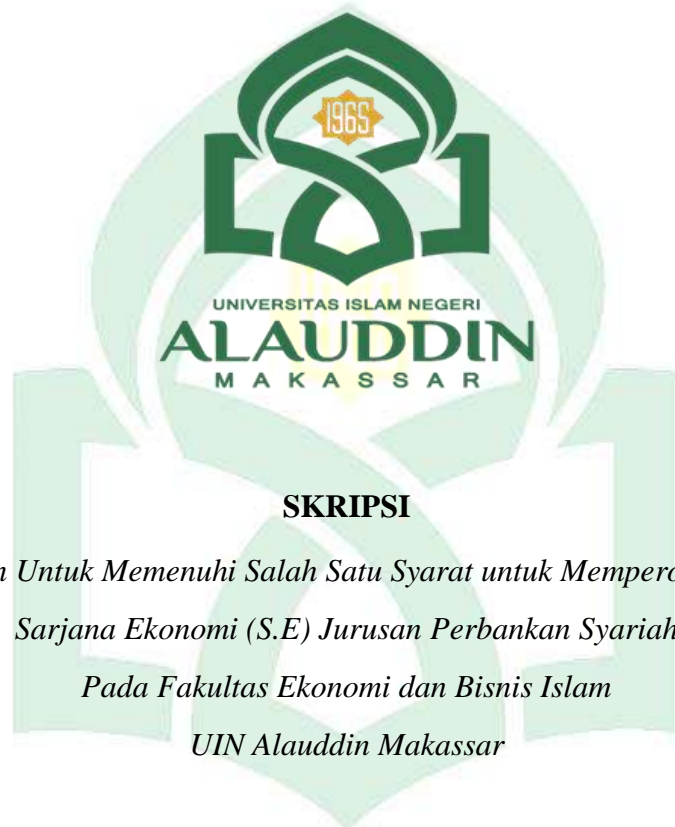 1965
UNIVERSITAS ISLAM NEGERI
ALAUDDIN
MAKASSAR
SKRIPSI
n Untuk Memenuhi Salah Satu Syarat untuk Mempero
Sarjana Ekonomi (S.E) Jurusan Perbankan Syariah
Pada Fakultas Ekonomi dan Bisnis Islam
UIN Alauddin Makassar